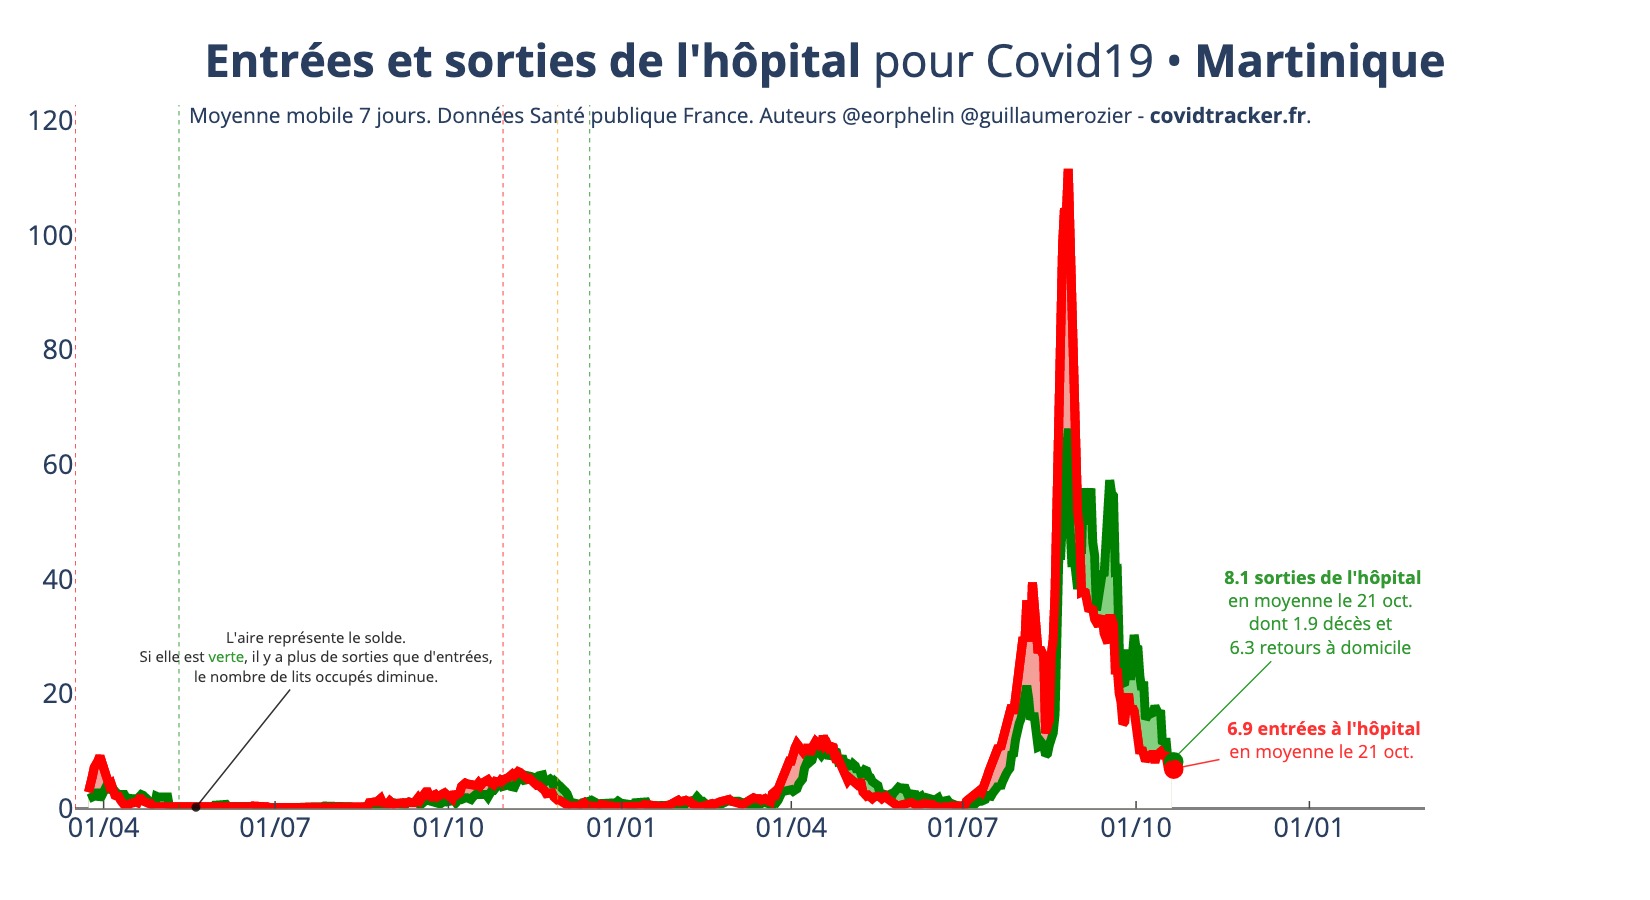 Entrées et sorties de l'hôpital pour Covid19 • Martinique
Moyenne mobile 7 jours. Données Santé publique France. Auteurs @eorphelin @guillaumerozier - covidtracker.fr.
120
100
80
60
40
20
0
8.1 sorties de l'hôpital
en moyenne le 21 oct.
dont 1.9 décès et
6.3 retours à domicile
L'aire représente le solde.
Si elle est verte, il y a plus de sorties que d'entrées,
le nombre de lits occupés diminue.
6.9 entrées à l'hôpital
en moyenne le 21 oct.
01/04 01/07 01/10 01/01 01/04 01/07 01/10 01/01